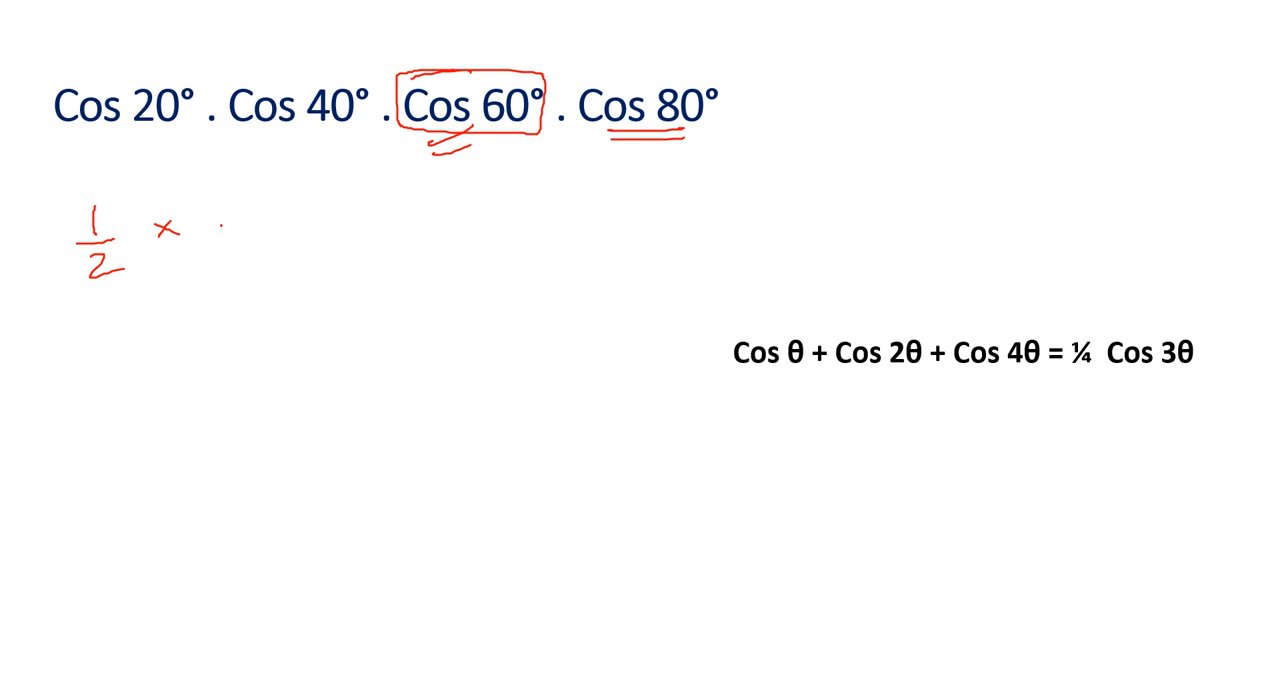 Cos 20° . Cos 40° . Cos 60° . Cos 80°
1/2 ×
Cos θ + Cos 2θ + Cos 4θ = ¼ Cos 3θ